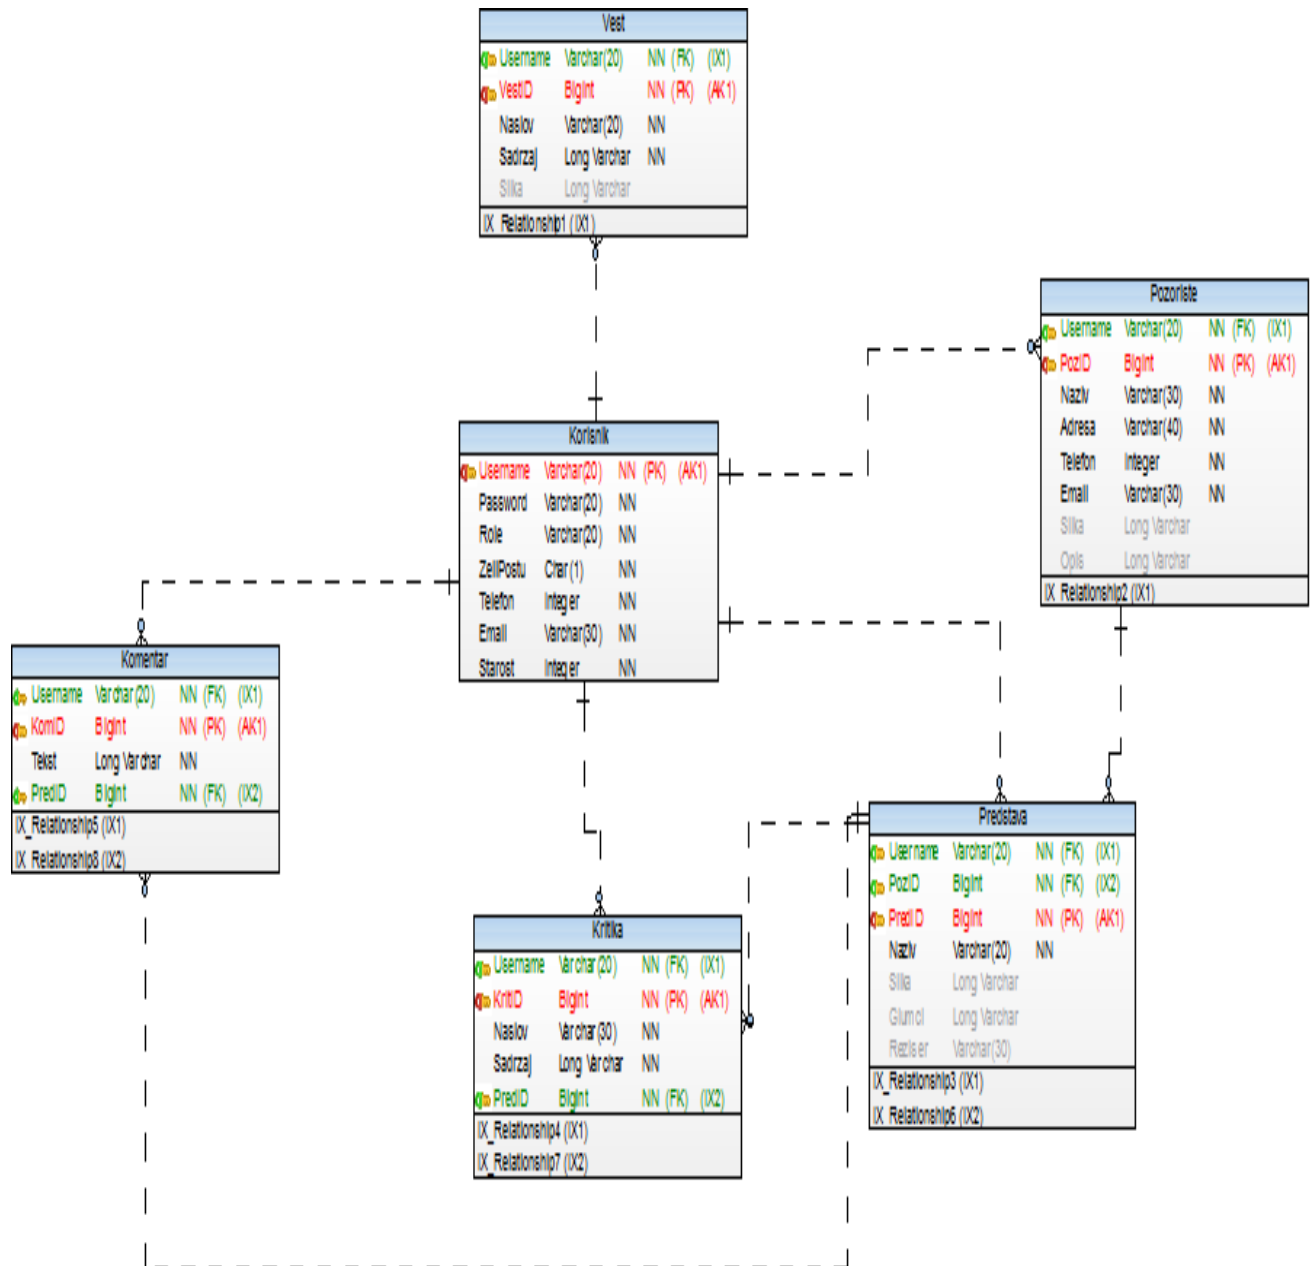 Vest
Username Varchar(20) NN (FK) (IX1)
VestID BigInt NN (PK) (AK1)
Naslov Varchar(20) NN
Sadrzaj Long Varchar NN
Slika Long Varchar
IX_Relationship1 (IX1)
Pozoriste
Username Varchar(20) NN (FK) (IX1)
PozID BigInt NN (PK) (AK1)
Naziv Varchar(30) NN
Adresa Varchar(40) NN
Telefon Integer NN
Email Varchar(30) NN
Slika Long Varchar
Opis Long Varchar
IX_Relationship2 (IX1)
Korisnik
Username Varchar(20) NN (PK) (AK1)
Password Varchar(20) NN
Role Varchar(20) NN
ZeliPostu Char(1) NN
Telefon Integer NN
Email Varchar(30) NN
Starost Integer NN
Komentar
Username Varchar(20) NN (FK) (IX1)
KomID BigInt NN (PK) (AK1)
Tekst Long Varchar NN
PredID BigInt NN (FK) (IX2)
IX_Relationship5 (IX1)
IX_Relationship8 (IX2)
Predstava
Username Varchar(20) NN (FK) (IX1)
PozID BigInt NN (FK) (IX2)
PredID BigInt NN (PK) (AK1)
Naziv Varchar(20) NN
Slika Long Varchar
Glumci Long Varchar
Reziser Varchar(30)
IX_Relationship3 (IX1)
IX_Relationship6 (IX2)
Kritika
Username Varchar(20) NN (FK) (IX1)
KritID BigInt NN (PK) (AK1)
Naslov Varchar(30) NN
Sadrzaj Long Varchar NN
PredID BigInt NN (FK) (IX2)
IX_Relationship4 (IX1)
IX_Relationship7 (IX2)